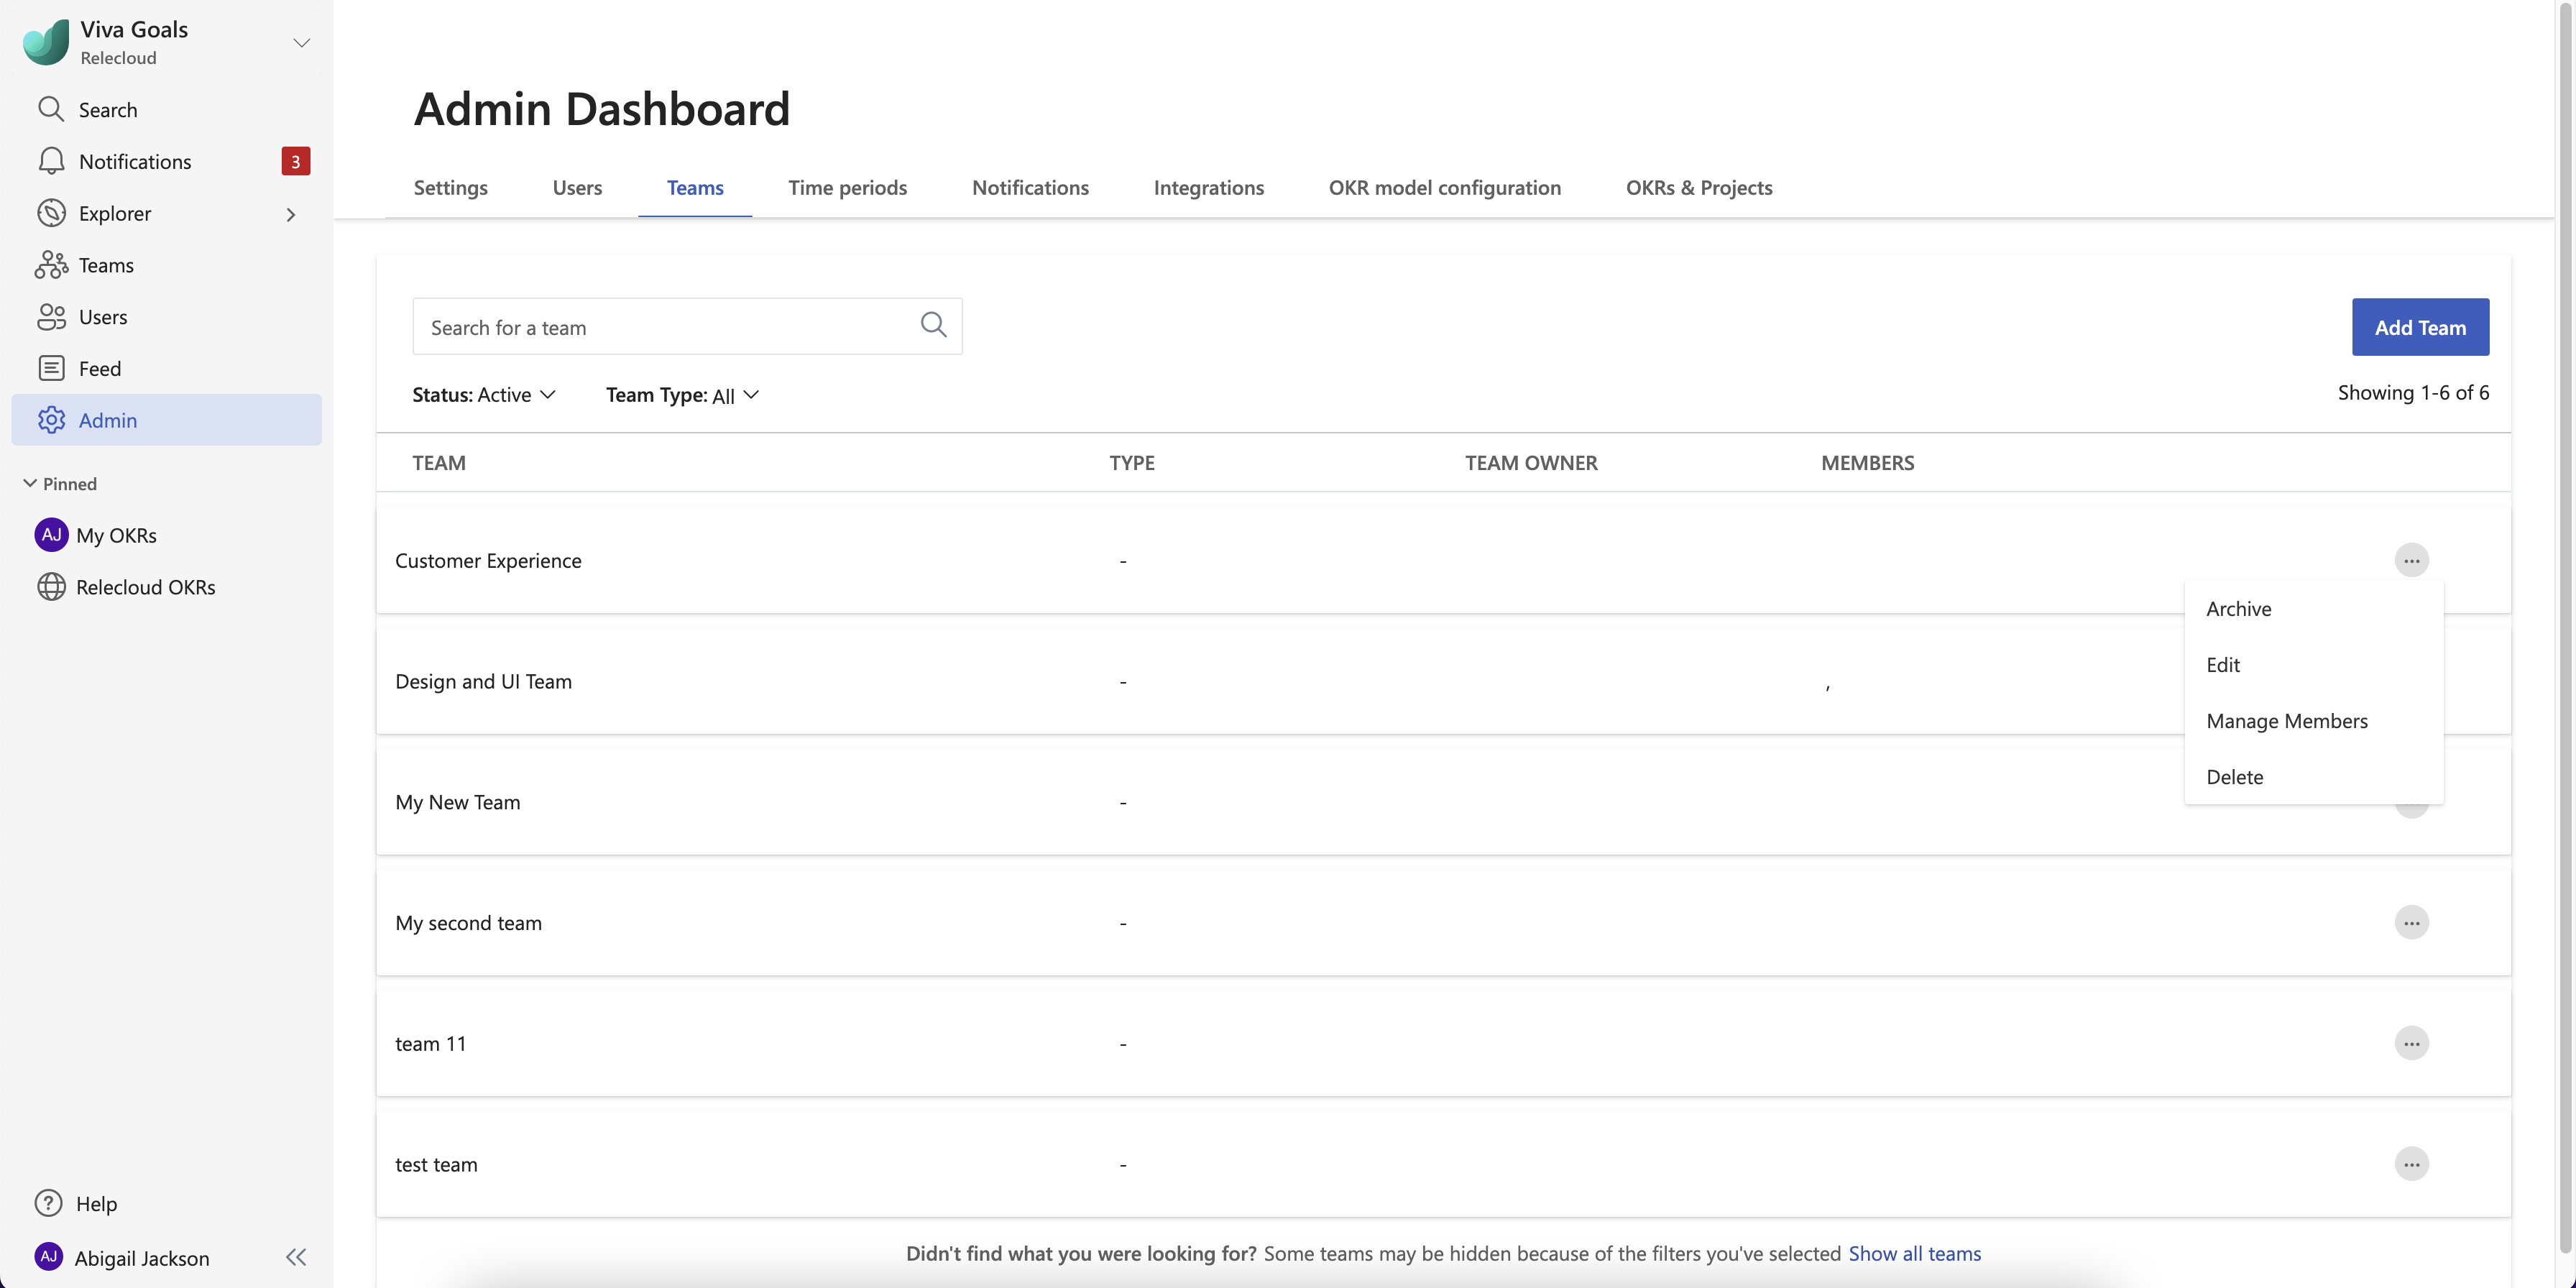 Viva Goals
Relecloud
Search
Notifications 3
Explorer
Teams
Users
Feed
Admin
Pinned
AJ My OKRs
Relecloud OKRs
Help
AJ Abigail Jackson
Admin Dashboard
Settings Users Teams Time periods Notifications Integrations OKR model configuration OKRs & Projects
Search for a team
Add Team
Status: Active Team Type: All
Showing 1-6 of 6
TEAM TYPE TEAM OWNER MEMBERS
Customer Experience -
Archive
Edit
Manage Members
Delete
Design and UI Team - ,
My New Team -
My second team -
team 11 -
test team -
Didn't find what you were looking for? Some teams may be hidden because of the filters you've selected Show all teams